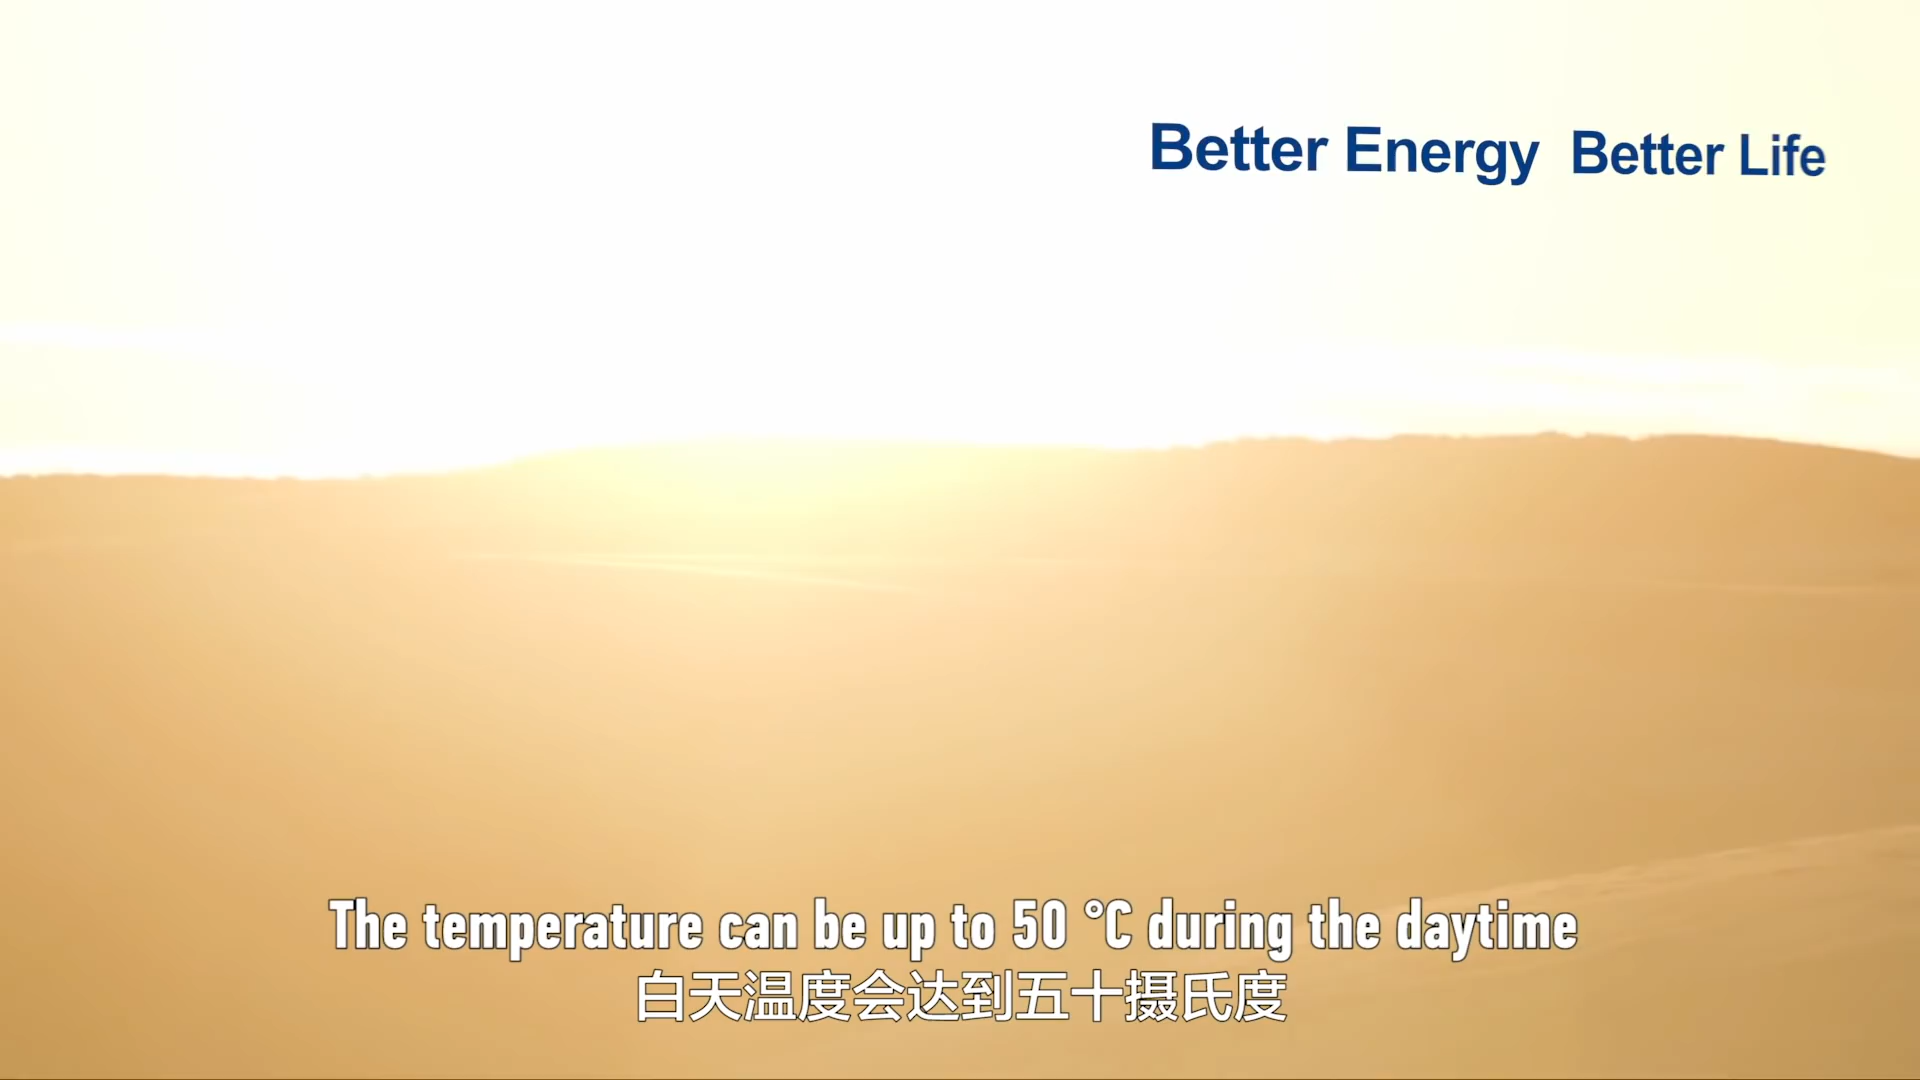 Better Energy Better Life
The temperature can be up to 50 °C during the daytime
白天温度会达到五十摄氏度